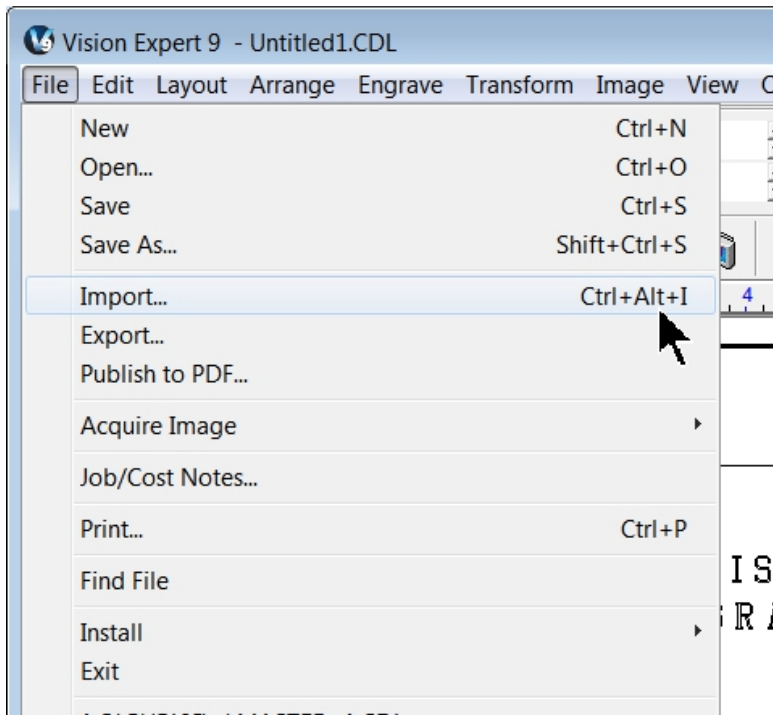 Vision Expert 9 - Untitled1.CDL
File Edit Layout Arrange Engrave Transform Image View
New Ctrl+N
Open... Ctrl+O
Save Ctrl+S
Save As... Shift+Ctrl+S
Import... Ctrl+Alt+I
4
Export...
Publish to PDF...
Acquire Image
Job/Cost Notes...
Print... Ctrl+P
Find File
IS
Install
Exit